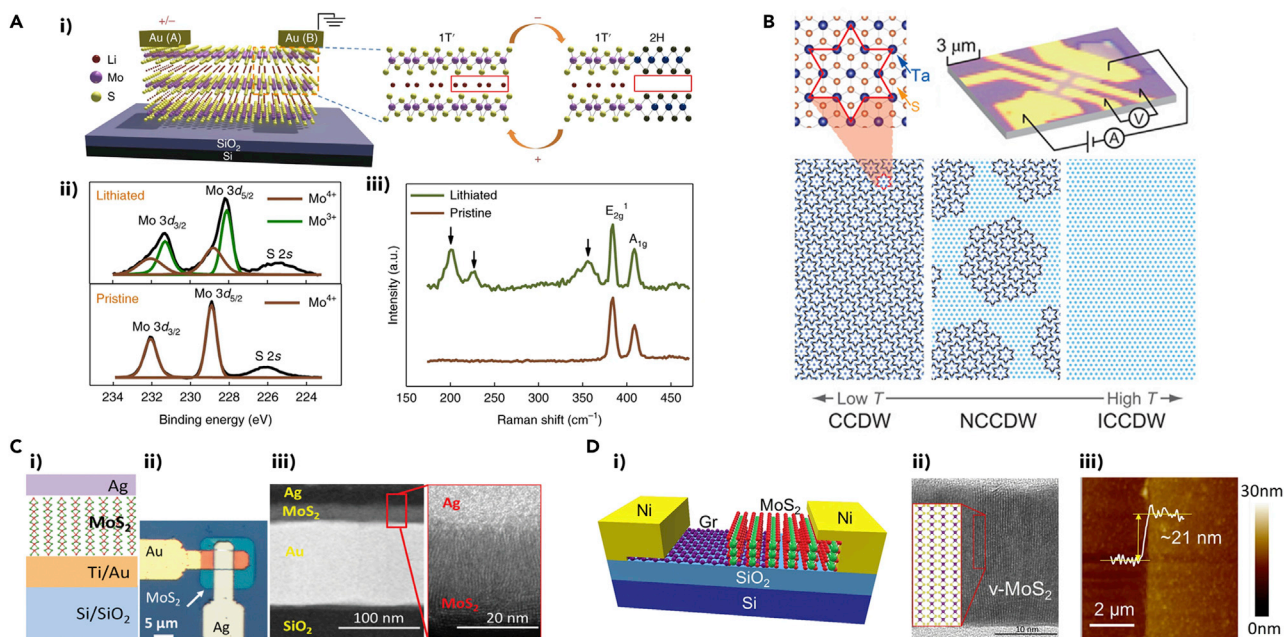 A
i)
+/−
Au (A)
Au (B)
Li
Mo
S
SiO2
Si
1T′
−
1T′
2H
+
ii)
Lithiated
Mo 3d5/2
Mo 3d3/2
S 2s
Mo4+
Mo3+
Pristine
Mo 3d5/2
Mo 3d3/2
S 2s
Mo4+
234 232 230 228 226 224
Binding energy (eV)
iii)
Lithiated
Pristine
E2g1
A1g
Intensity (a.u.)
150 200 250 300 350 400 450
Raman shift (cm−1)
B
Ta
S
3 μm
V
A
Low T
High T
CCDW
NCCDW
ICCDW
C
i)
Ag
MoS2
Ti/Au
Si/SiO2
ii)
Au
MoS2
5 μm
Ag
iii)
Ag
MoS2
Au
SiO2
100 nm
Ag
MoS2
20 nm
D
i)
Ni
Gr
MoS2
Ni
SiO2
Si
ii)
v-MoS2
10 nm
iii)
~21 nm
2 μm
30nm
0nm